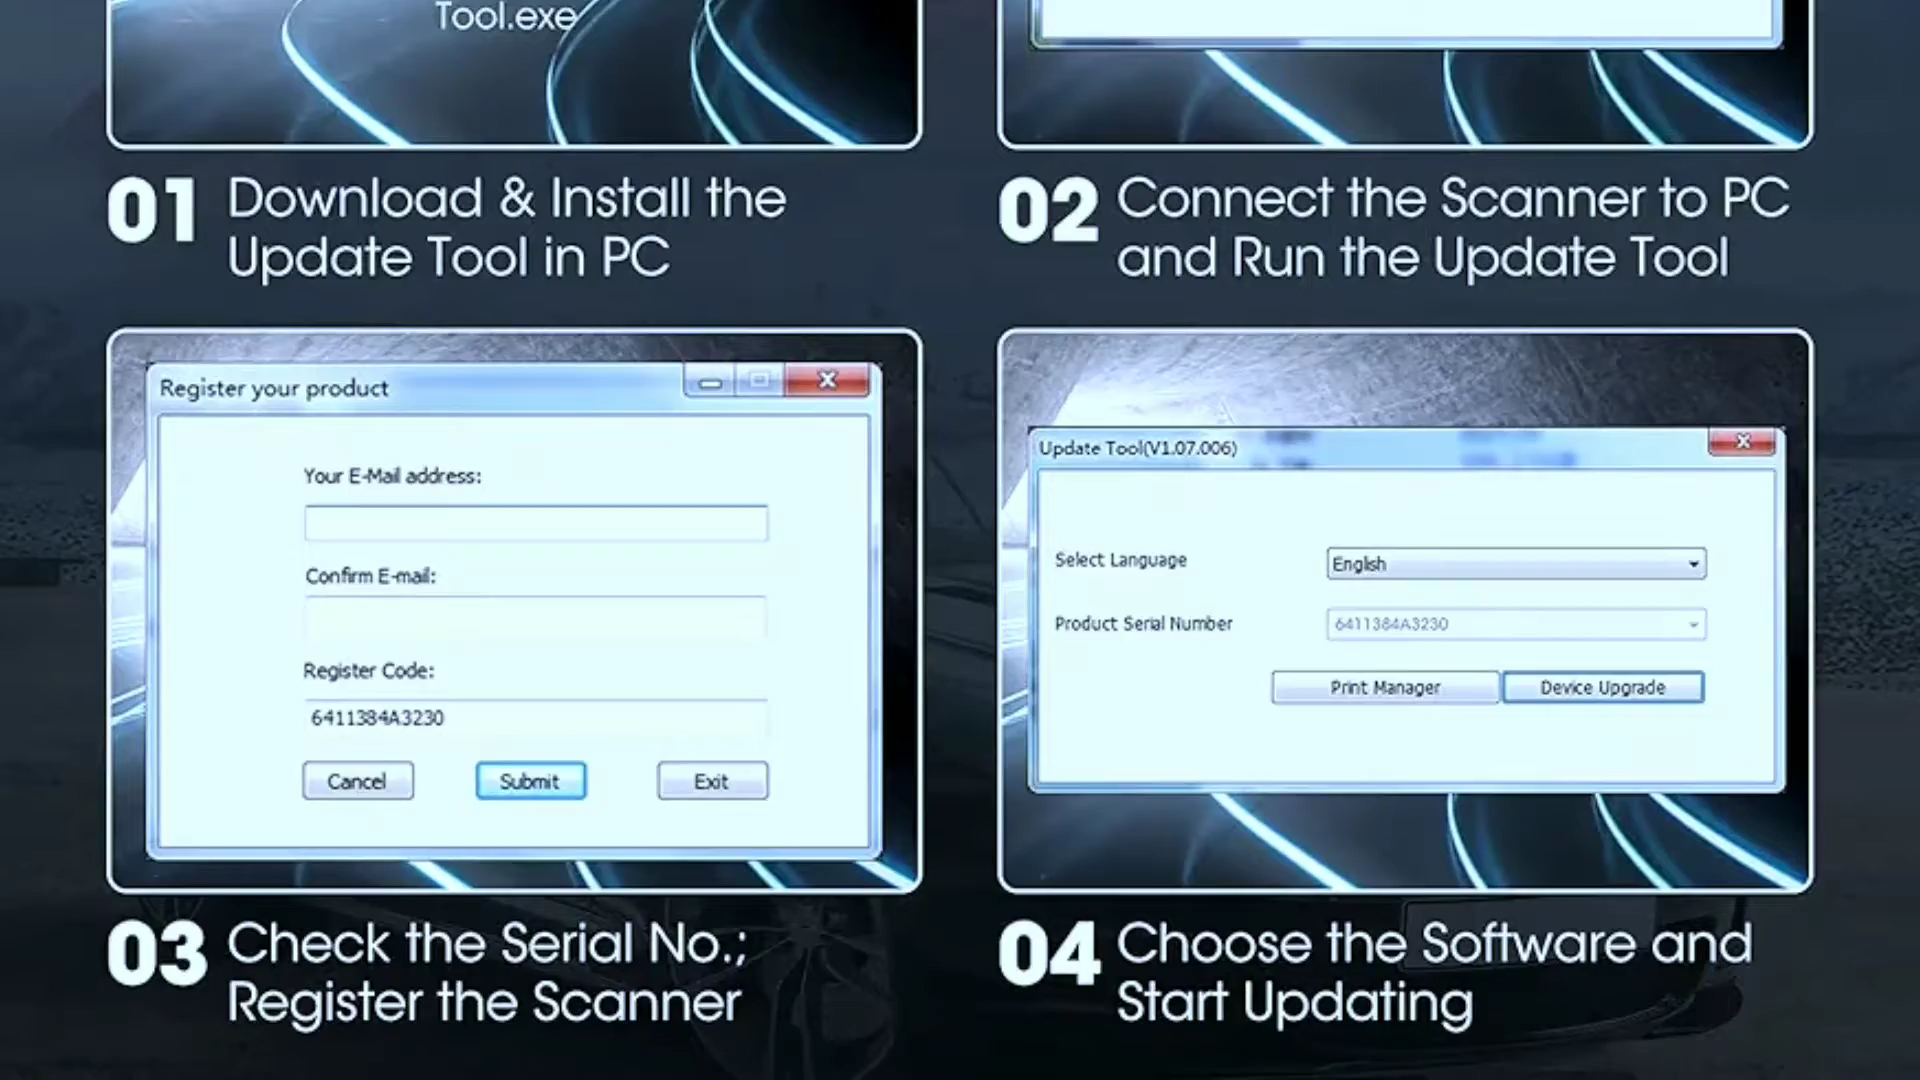 Tool.exe
01 Download & Install the
Update Tool in PC
02 Connect the Scanner to PC
and Run the Update Tool
Register your product
Your E-Mail address:
Confirm E-mail:
Register Code:
6411384A3230
Cancel
Submit
Exit
03 Check the Serial No.;
Register the Scanner
Update Tool(V1.07.006)
Select Language
English
Product Serial Number
6411384A3230
Print Manager
Device Upgrade
04 Choose the Software and
Start Updating